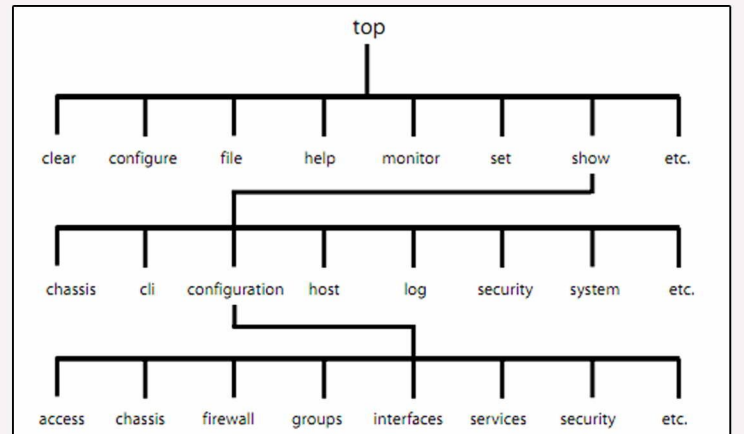 top
clear configure file help monitor set show etc.
chassis cli configuration host log security system etc.
access chassis firewall groups interfaces services security etc.